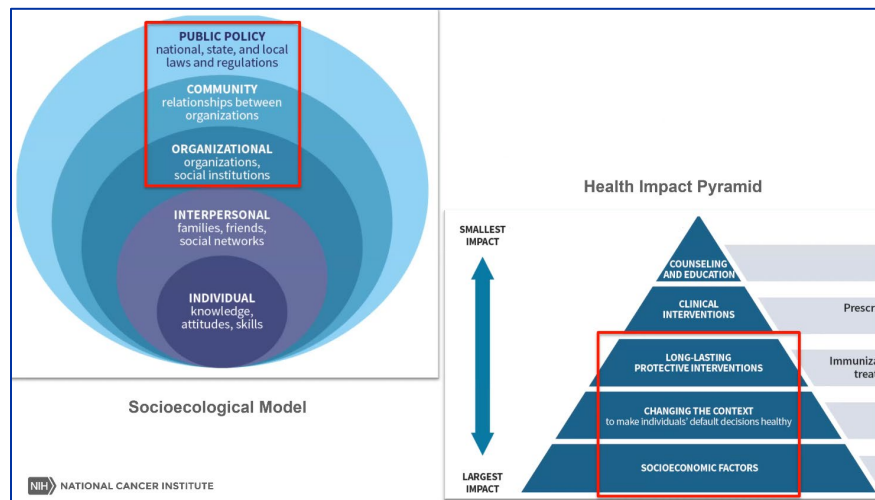 PUBLIC POLICY
national, state, and local
laws and regulations
COMMUNITY
relationships between
organizations
ORGANIZATIONAL
organizations,
social institutions
INTERPERSONAL
families, friends,
social networks
INDIVIDUAL
knowledge,
attitudes, skills
Socioecological Model
NIH NATIONAL CANCER INSTITUTE
Health Impact Pyramid
SMALLEST
IMPACT
LARGEST
IMPACT
COUNSELING
AND EDUCATION
CLINICAL
INTERVENTIONS
Prescr
LONG-LASTING
PROTECTIVE INTERVENTIONS
Immuniza
treat
CHANGING THE CONTEXT
to make individuals' default decisions healthy
SOCIOECONOMIC FACTORS